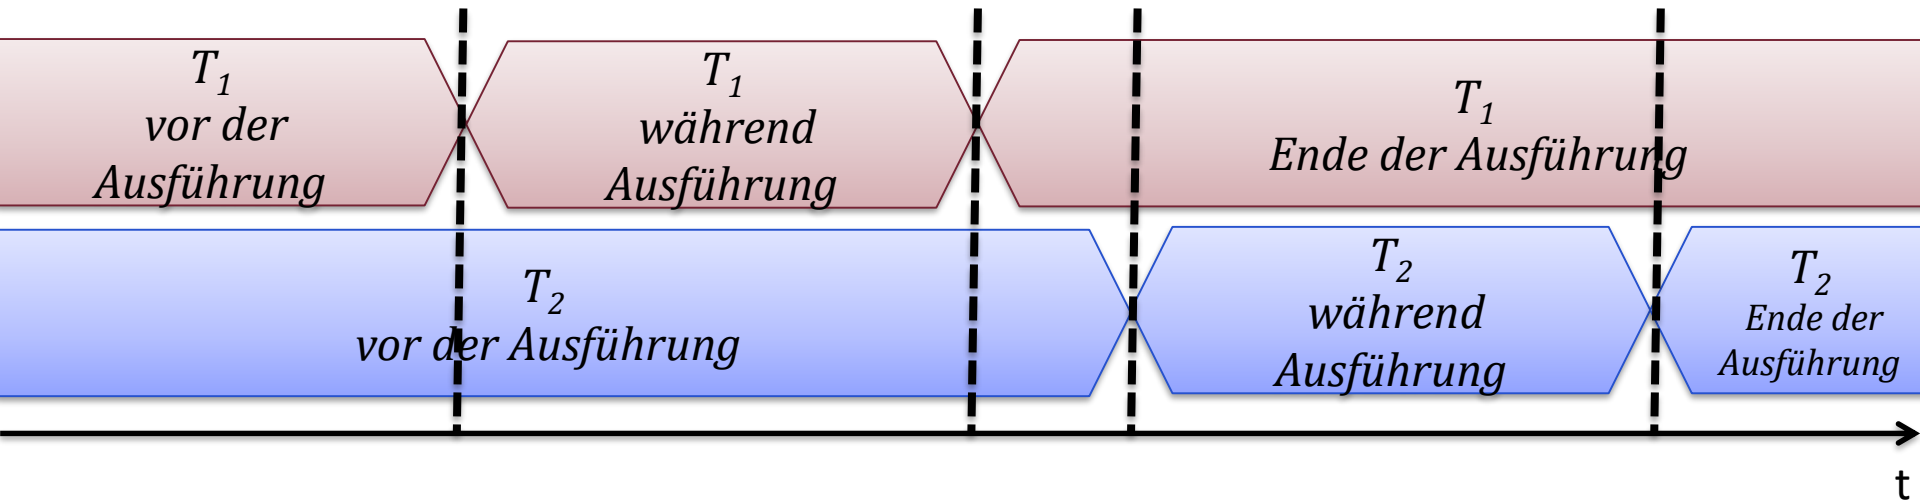 T1
vor der
Ausführung
T1
während
Ausführung
T1
Ende der Ausführung
T2
vor der Ausführung
T2
während
Ausführung
T2
Ende der
Ausführung
t